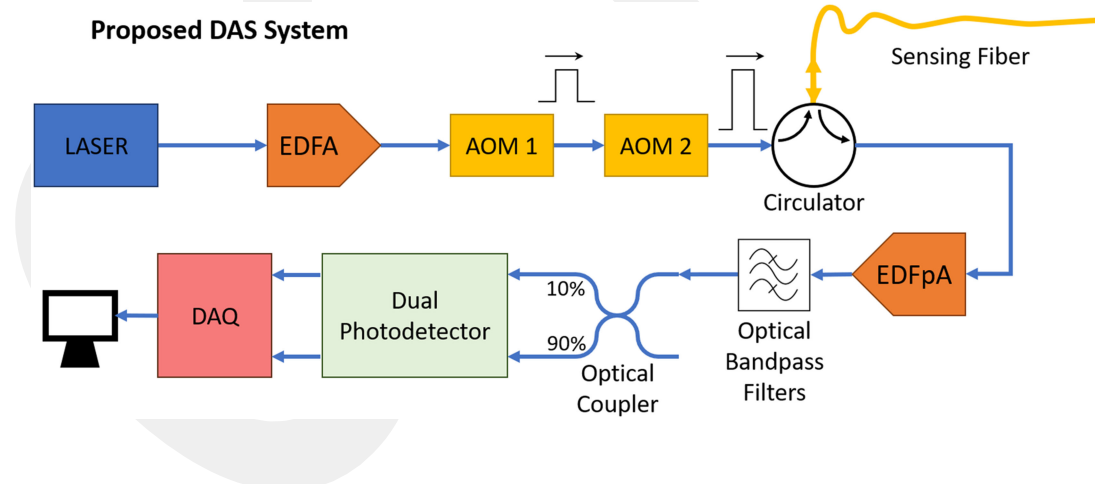 Proposed DAS System
Sensing Fiber
LASER
EDFA
AOM 1
AOM 2
Circulator
EDFpA
Optical
Bandpass
Filters
10%
90%
Optical
Coupler
Dual
Photodetector
DAQ